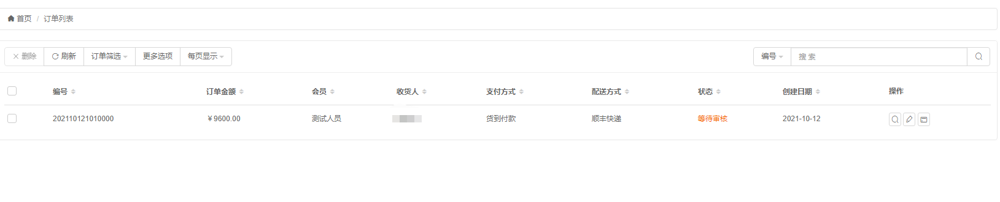 首页 / 订单列表
删除 刷新 订单筛选 更多选项 每页显示 编号 搜 索
编号 订单金额 会员 收货人 支付方式 配送方式 状态 创建日期 操作
202110121010000 ￥9600.00 测试人员 货到付款 顺丰快递 等待审核 2021-10-12